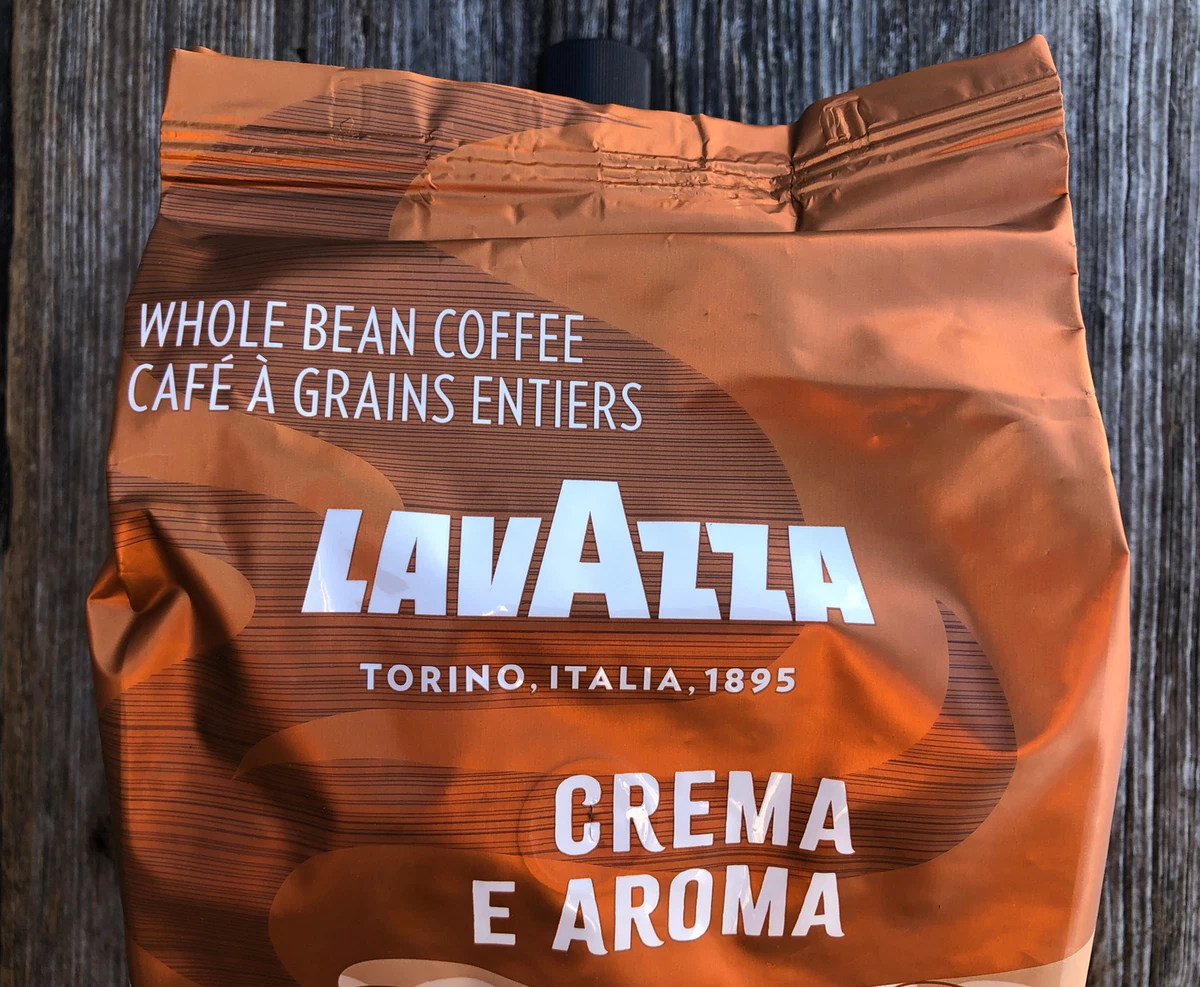 WHOLE BEAN COFFEE
CAFÉ À GRAINS ENTIERS
LAVAZZA
TORINO, ITALIA, 1895
CREMA
E AROMA